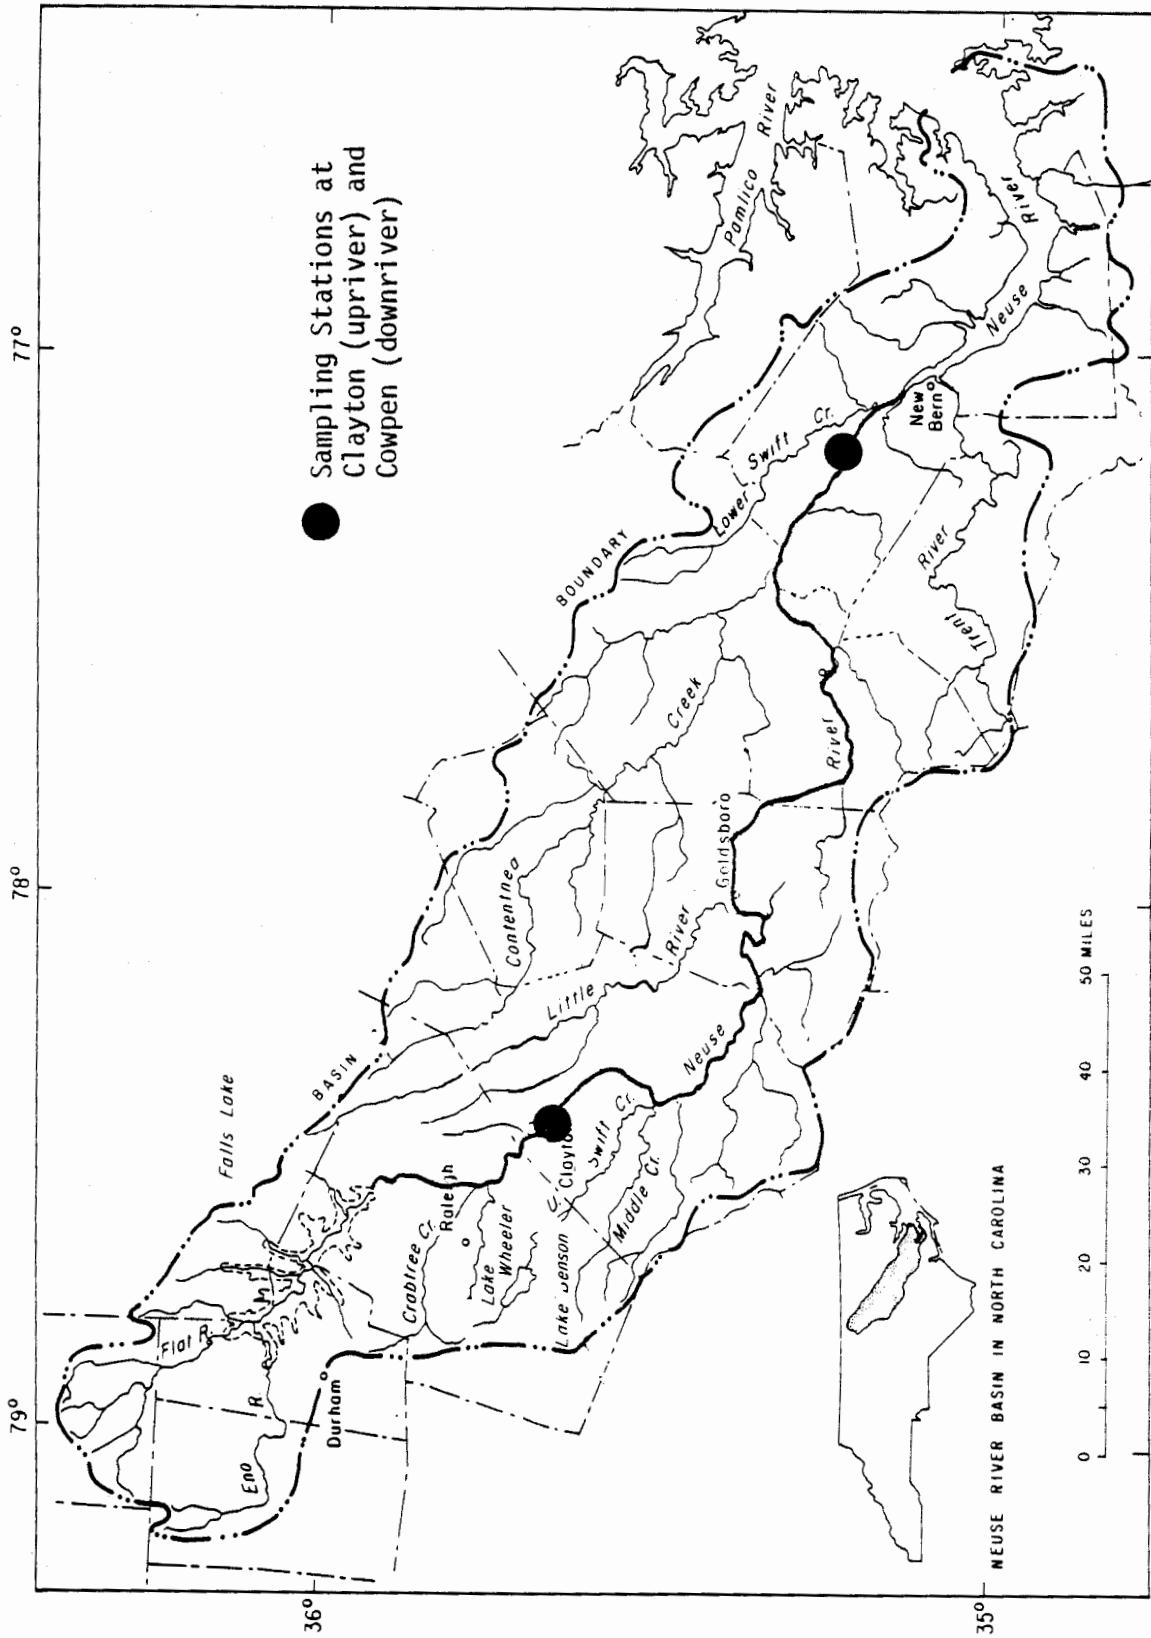 79°
78°
77°
36°
35°
● Sampling Stations at
Clayton (upriver) and
Cowpen (downriver)
Falls Lake
BASIN
BOUNDARY
Flat R.
Eno
R.
Durham
Crabtree Cr.
Raleigh
Lake
Wheeler
Lake Benson
Clayton
Swift Cr.
Middle Cr.
Neuse
River
Little
River
Contentnea
Creek
Goldsboro
Lower
Swift
Cr.
Trent
River
New
Bern
Neuse
River
Pamlico
River
NEUSE RIVER BASIN IN NORTH CAROLINA
0 10 20 30 40 50 MILES